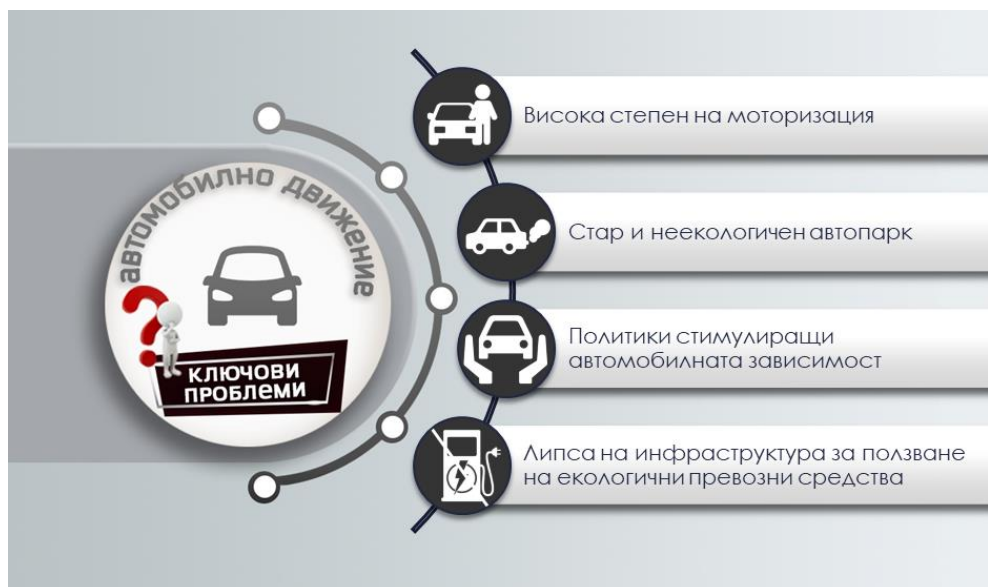 автомобилно движение
КЛЮЧОВИ
ПРОБЛЕМИ
Висока степен на моторизация
Стар и неекологичен автопарк
Политики стимулиращи
автомобилната зависимост
Липса на инфраструктура за ползване
на екологични превозни средства